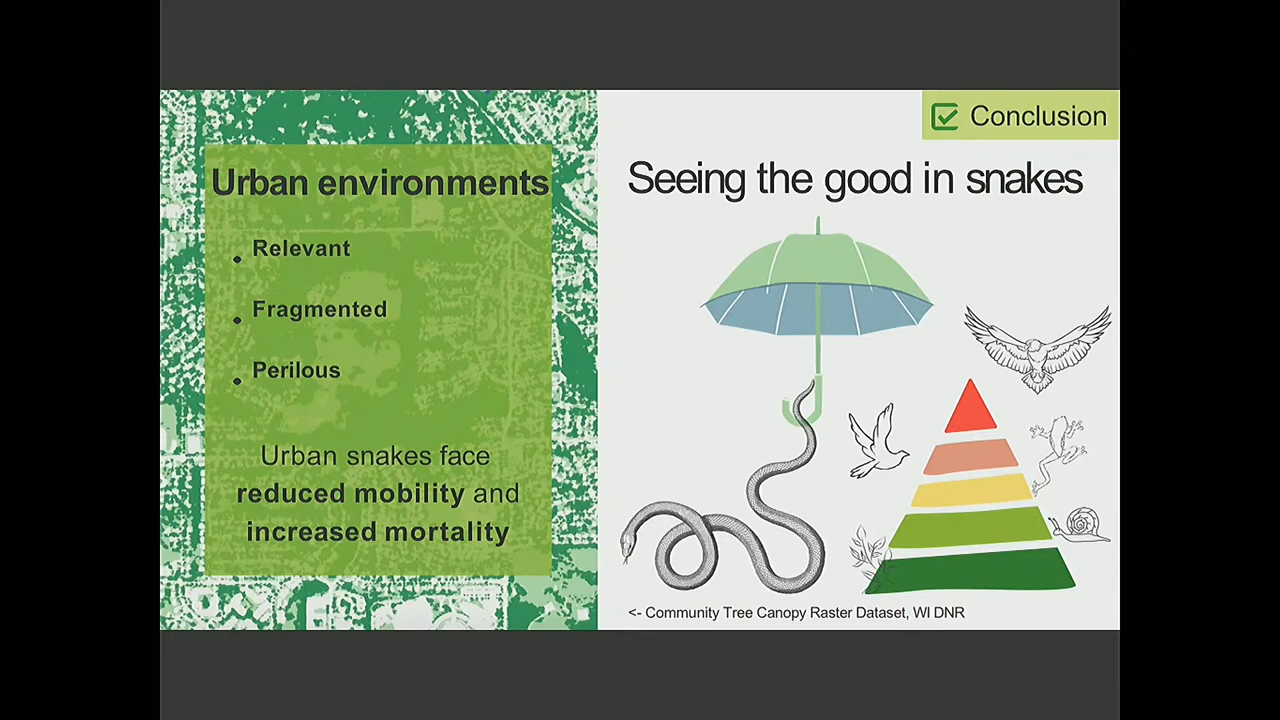 Urban environments
• Relevant
• Fragmented
• Perilous
Urban snakes face
reduced mobility and
increased mortality
Conclusion
Seeing the good in snakes
<- Community Tree Canopy Raster Dataset, WI DNR